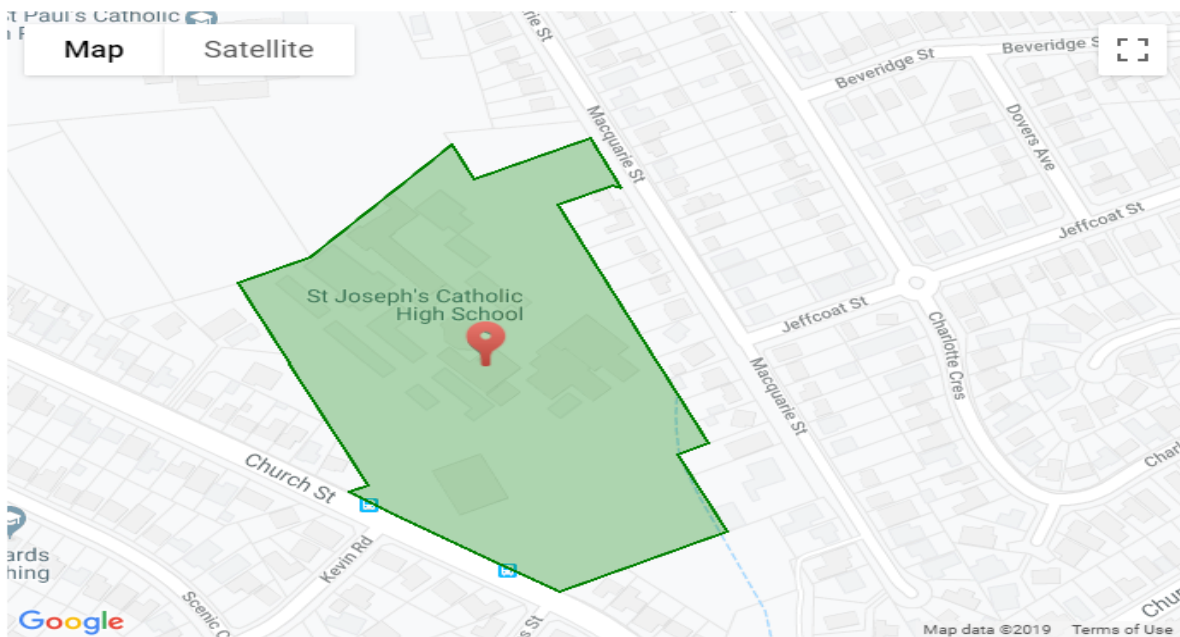 St Paul's Catholic
Map
Satellite
Beveridge St
Beveridge S
Macquarie St
Dovers Ave
Jeffcoat St
St Joseph's Catholic
High School
Jeffcoat St
Charlotte Cres
Macquarie St
Church St
Kevin Rd
Scenic C
Google
Map data ©2019
Terms of Use